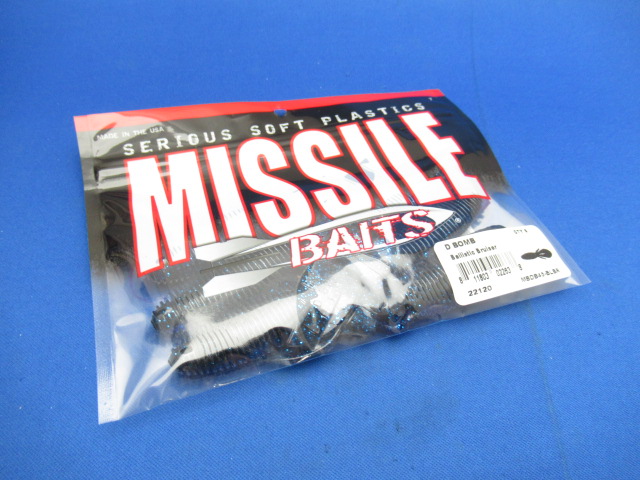 MADE IN THE USA
SERIOUS SOFT PLASTICS
MISSILE
BAITS
®
D BOMB
Ballistic Bruiser
22120